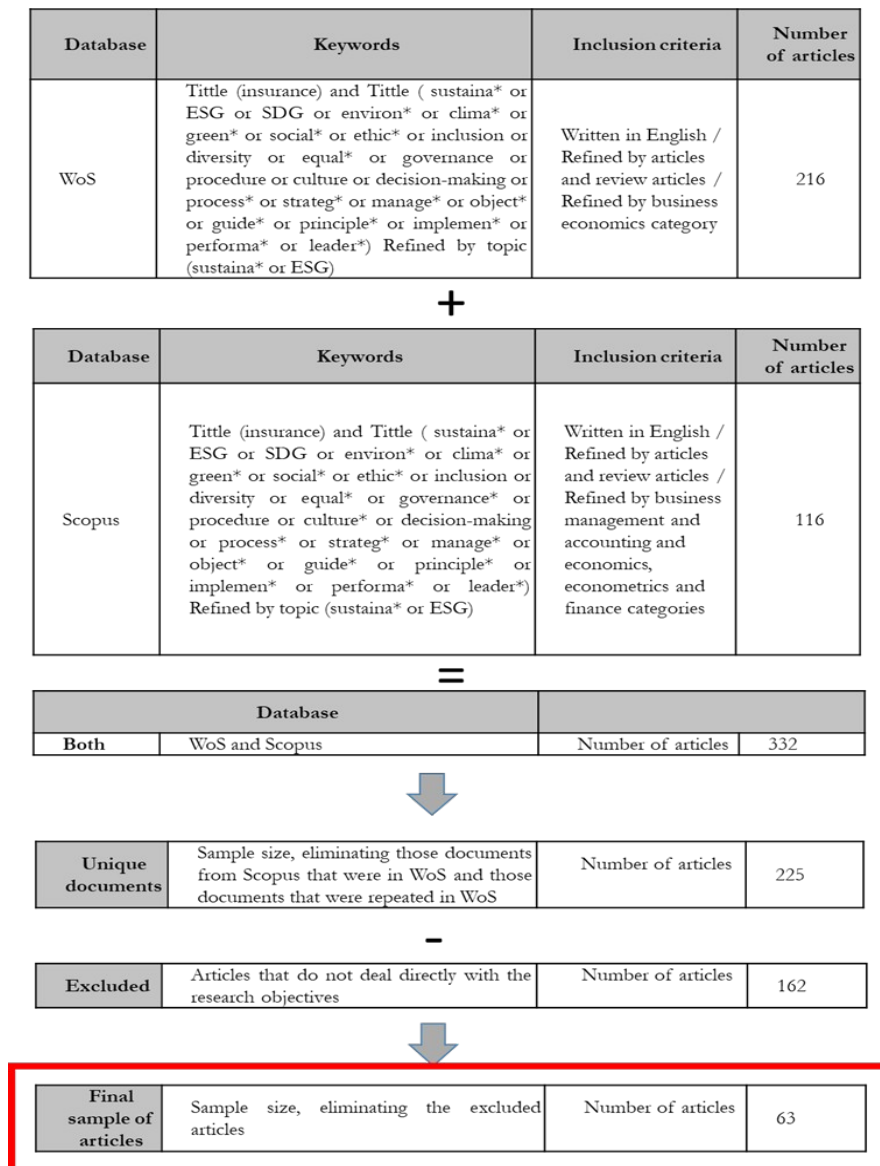 Database Keywords Inclusion criteria Number of articles
WoS
Tittle (insurance) and Tittle ( sustaina* or
ESG or SDG or environ* or clima* or
green* or social* or ethic* or inclusion or
diversity or equal* or governance or
procedure or culture or decision-making or
process* or strateg* or manage* or object*
or guide* or principle* or implemen* or
performa* or leader*) Refined by topic
(sustaina* or ESG)
Written in English /
Refined by articles
and review articles /
Refined by business
economics category
216
+
Database Keywords Inclusion criteria Number of articles
Scopus
Tittle (insurance) and Tittle ( sustaina* or
ESG or SDG or environ* or clima* or
green* or social* or ethic* or inclusion or
diversity or equal* or governance* or
procedure or culture* or decision-making
or process* or strateg* or manage* or
object* or guide* or principle* or
implemen* or performa* or leader*)
Refined by topic (sustaina* or ESG)
Written in English /
Refined by articles
and review articles /
Refined by business
management and
accounting and
economics,
econometrics and
finance categories
116
=
Database
Both WoS and Scopus Number of articles 332
Unique
documents
Sample size, eliminating those documents
from Scopus that were in WoS and those
documents that were repeated in WoS
Number of articles
225
-
Excluded
Articles that do not deal directly with the
research objectives
Number of articles
162
Final
sample of
articles
Sample size, eliminating the excluded
articles
Number of articles
63